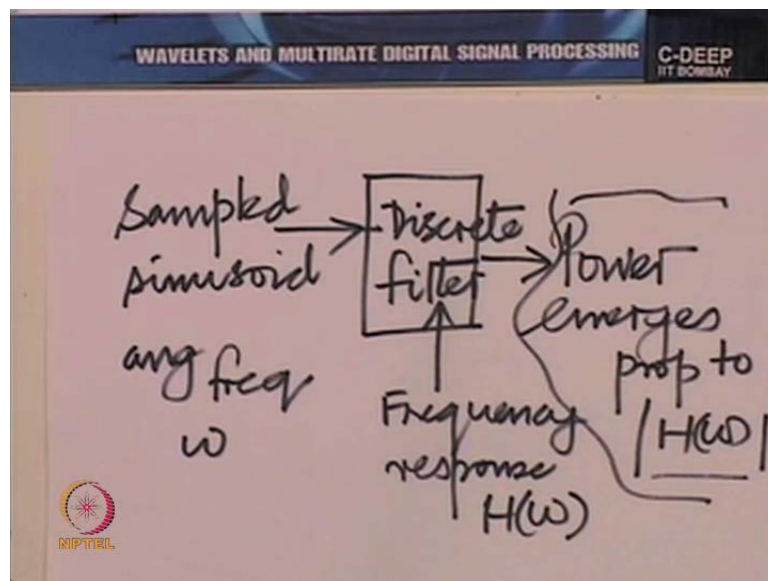 WAVELETS AND MULTIRATE DIGITAL SIGNAL PROCESSING
C-DEEP
IIT BOMBAY
Sampled
sinusoid
ang freq
ω
Discrete
filter
Frequency
response
H(ω)
Power
emerges
prop to
|H(ω)|
NPTEL